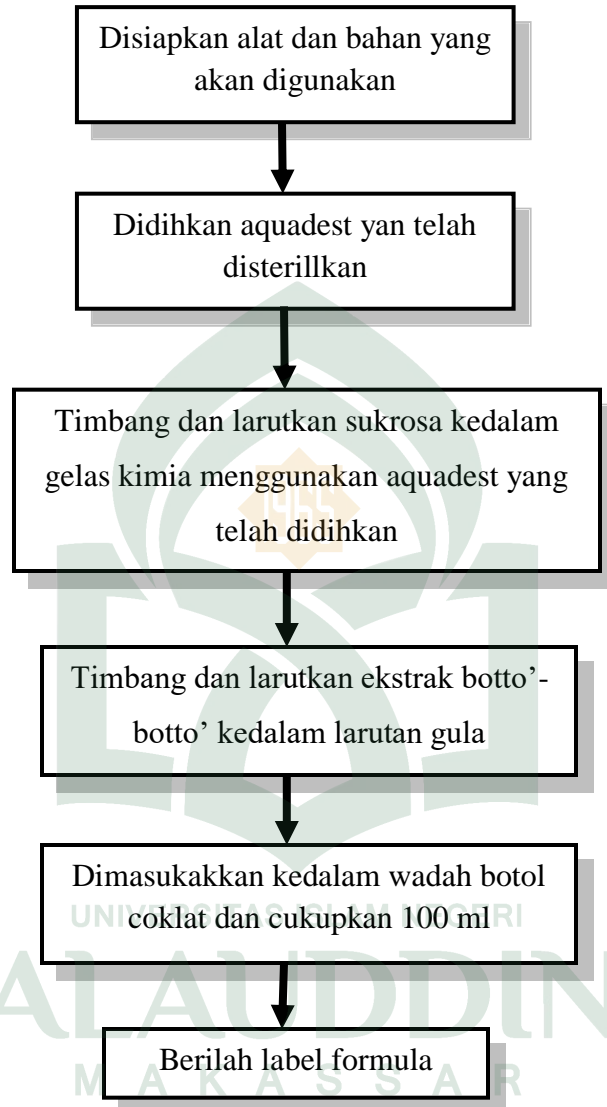 Disiapkan alat dan bahan yang
akan digunakan
Didihkan aquadest yan telah
disterillkan
Timbang dan larutkan sukrosa kedalam
gelas kimia menggunakan aquadest yang
telah didihkan
1965
Timbang dan larutkan ekstrak botto’-
botto’ kedalam larutan gula
Dimasukakkan kedalam wadah botol
coklat dan cukupkan 100 ml
UNIVERSITAS ISLAM NEGERI
ALAUDDIN
Berilah label formula
MAKASSAR